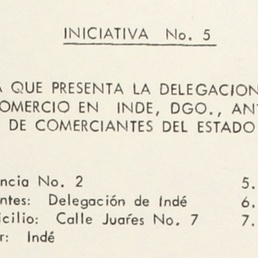 INICIATIVA No. 5
A QUE PRESENTA LA DELEGACION
OMERCIO EN INDE, DGO., AN
DE COMERCIANTES DEL ESTADO
ncia No. 2 5.
ntes: Delegación de Indé 6.
icilio: Calle Juarés No. 7 7.
r: Indé